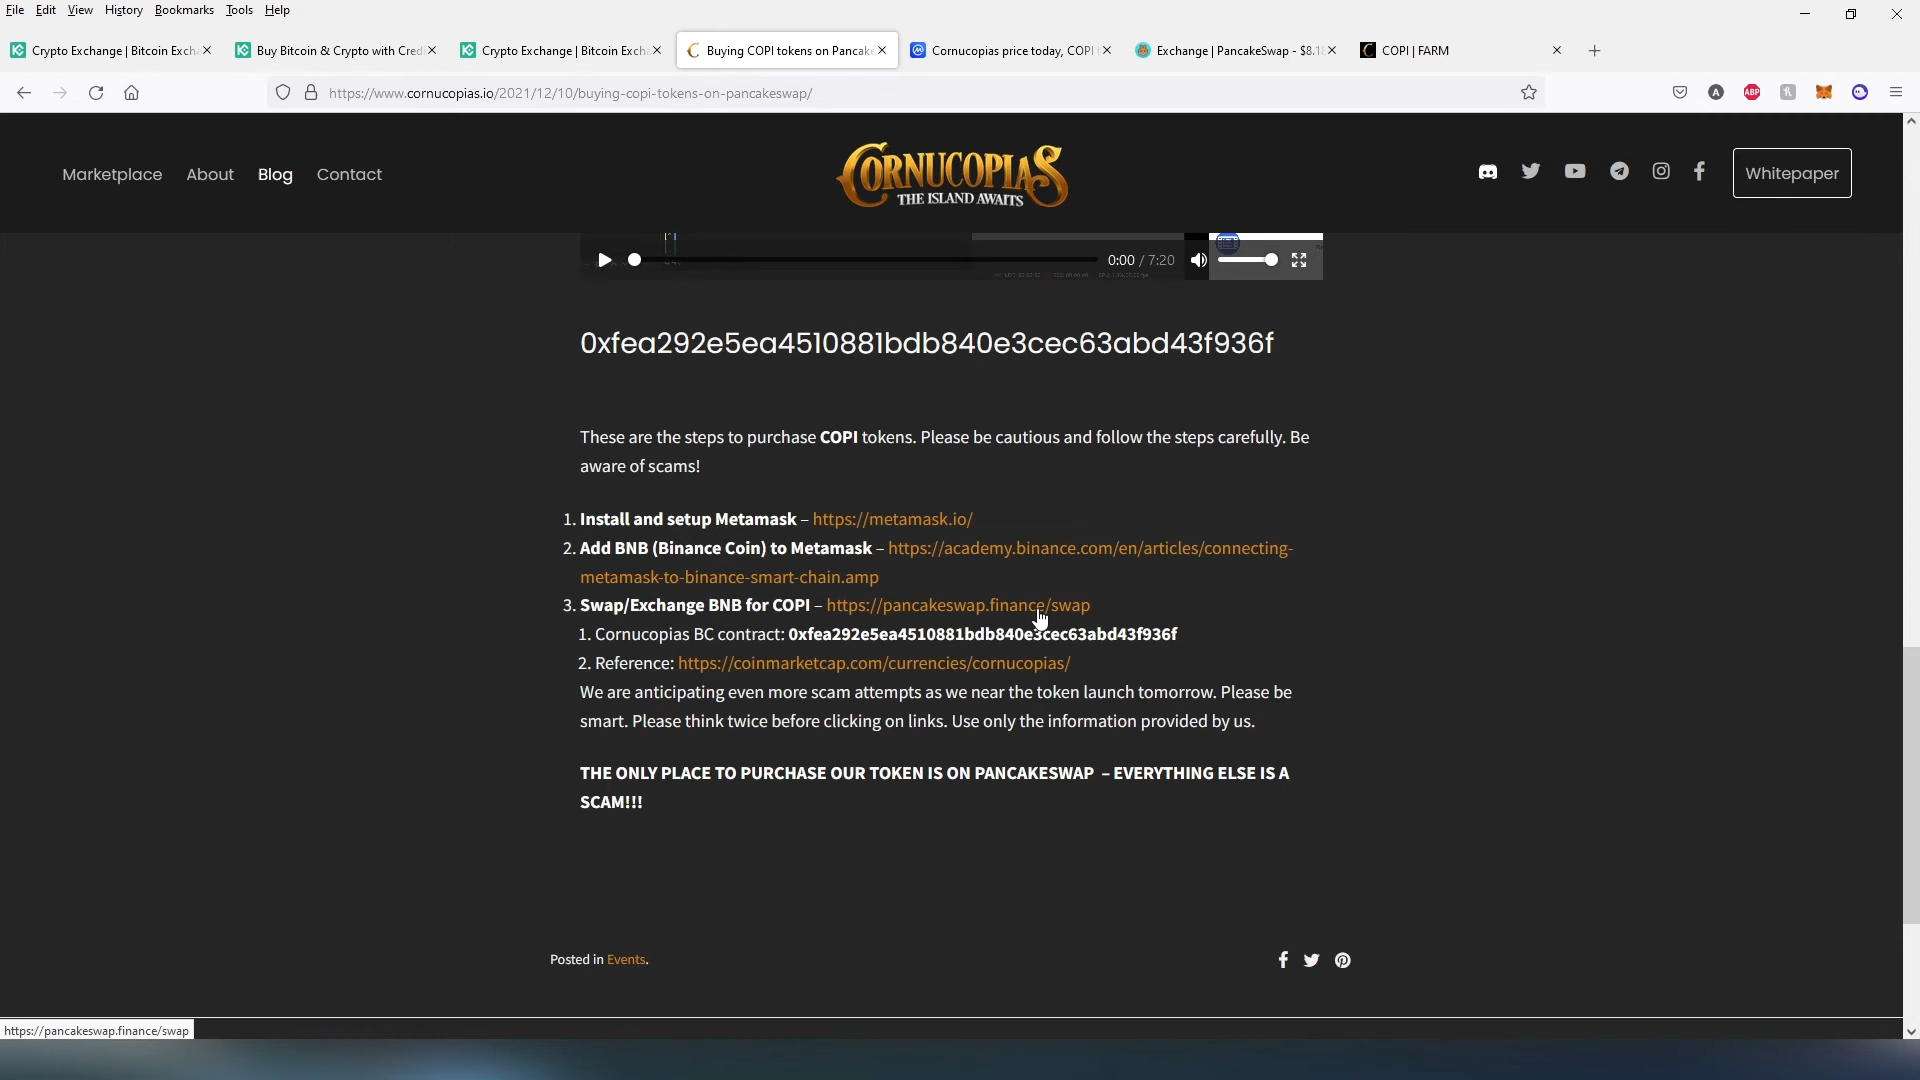 File Edit View History Bookmarks Tools Help
Crypto Exchange | Bitcoin Excha
Buy Bitcoin & Crypto with Cred
Crypto Exchange | Bitcoin Excha
Buying COPI tokens on Pancake
Cornucopias price today, COPI
Exchange | PancakeSwap - $8.18
COPI | FARM
https://www.cornucopias.io/2021/12/10/buying-copi-tokens-on-pancakeswap/
ABP
Marketplace About Blog Contact
CORNUCOPIAS
THE ISLAND AWAITS
Whitepaper
0:00 / 7:20
0xfea292e5ea4510881bdb840e3cec63abd43f936f
These are the steps to purchase COPI tokens. Please be cautious and follow the steps carefully. Be
aware of scams!
1. Install and setup Metamask – https://metamask.io/
2. Add BNB (Binance Coin) to Metamask – https://academy.binance.com/en/articles/connecting-
metamask-to-binance-smart-chain.amp
3. Swap/Exchange BNB for COPI – https://pancakeswap.finance/swap
1. Cornucopias BC contract: 0xfea292e5ea4510881bdb840e3cec63abd43f936f
2. Reference: https://coinmarketcap.com/currencies/cornucopias/
We are anticipating even more scam attempts as we near the token launch tomorrow. Please be
smart. Please think twice before clicking on links. Use only the information provided by us.
THE ONLY PLACE TO PURCHASE OUR TOKEN IS ON PANCAKESWAP – EVERYTHING ELSE IS A
SCAM!!!
Posted in Events.
https://pancakeswap.finance/swap